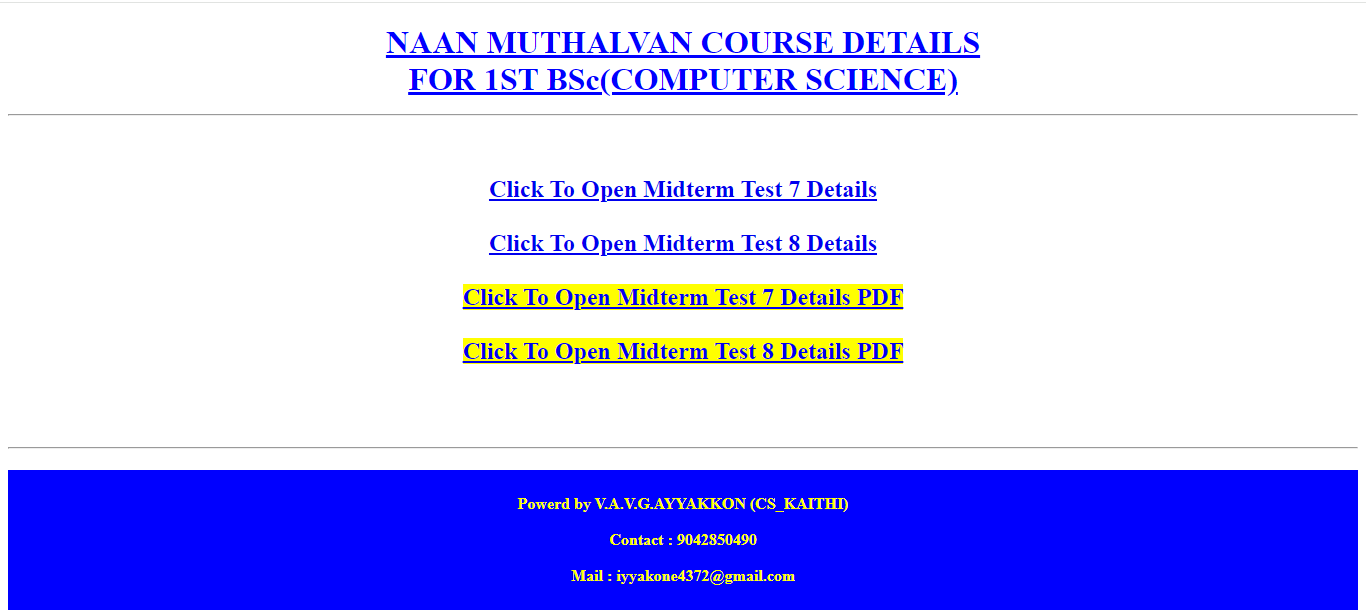 NAAN MUTHALVAN COURSE DETAILS
FOR 1ST BSc(COMPUTER SCIENCE)
Click To Open Midterm Test 7 Details
Click To Open Midterm Test 8 Details
Click To Open Midterm Test 7 Details PDF
Click To Open Midterm Test 8 Details PDF
Powerd by V.A.V.G.AYYAKKON (CS_KAITHI)
Contact : 9042850490
Mail : iyyakone4372@gmail.com